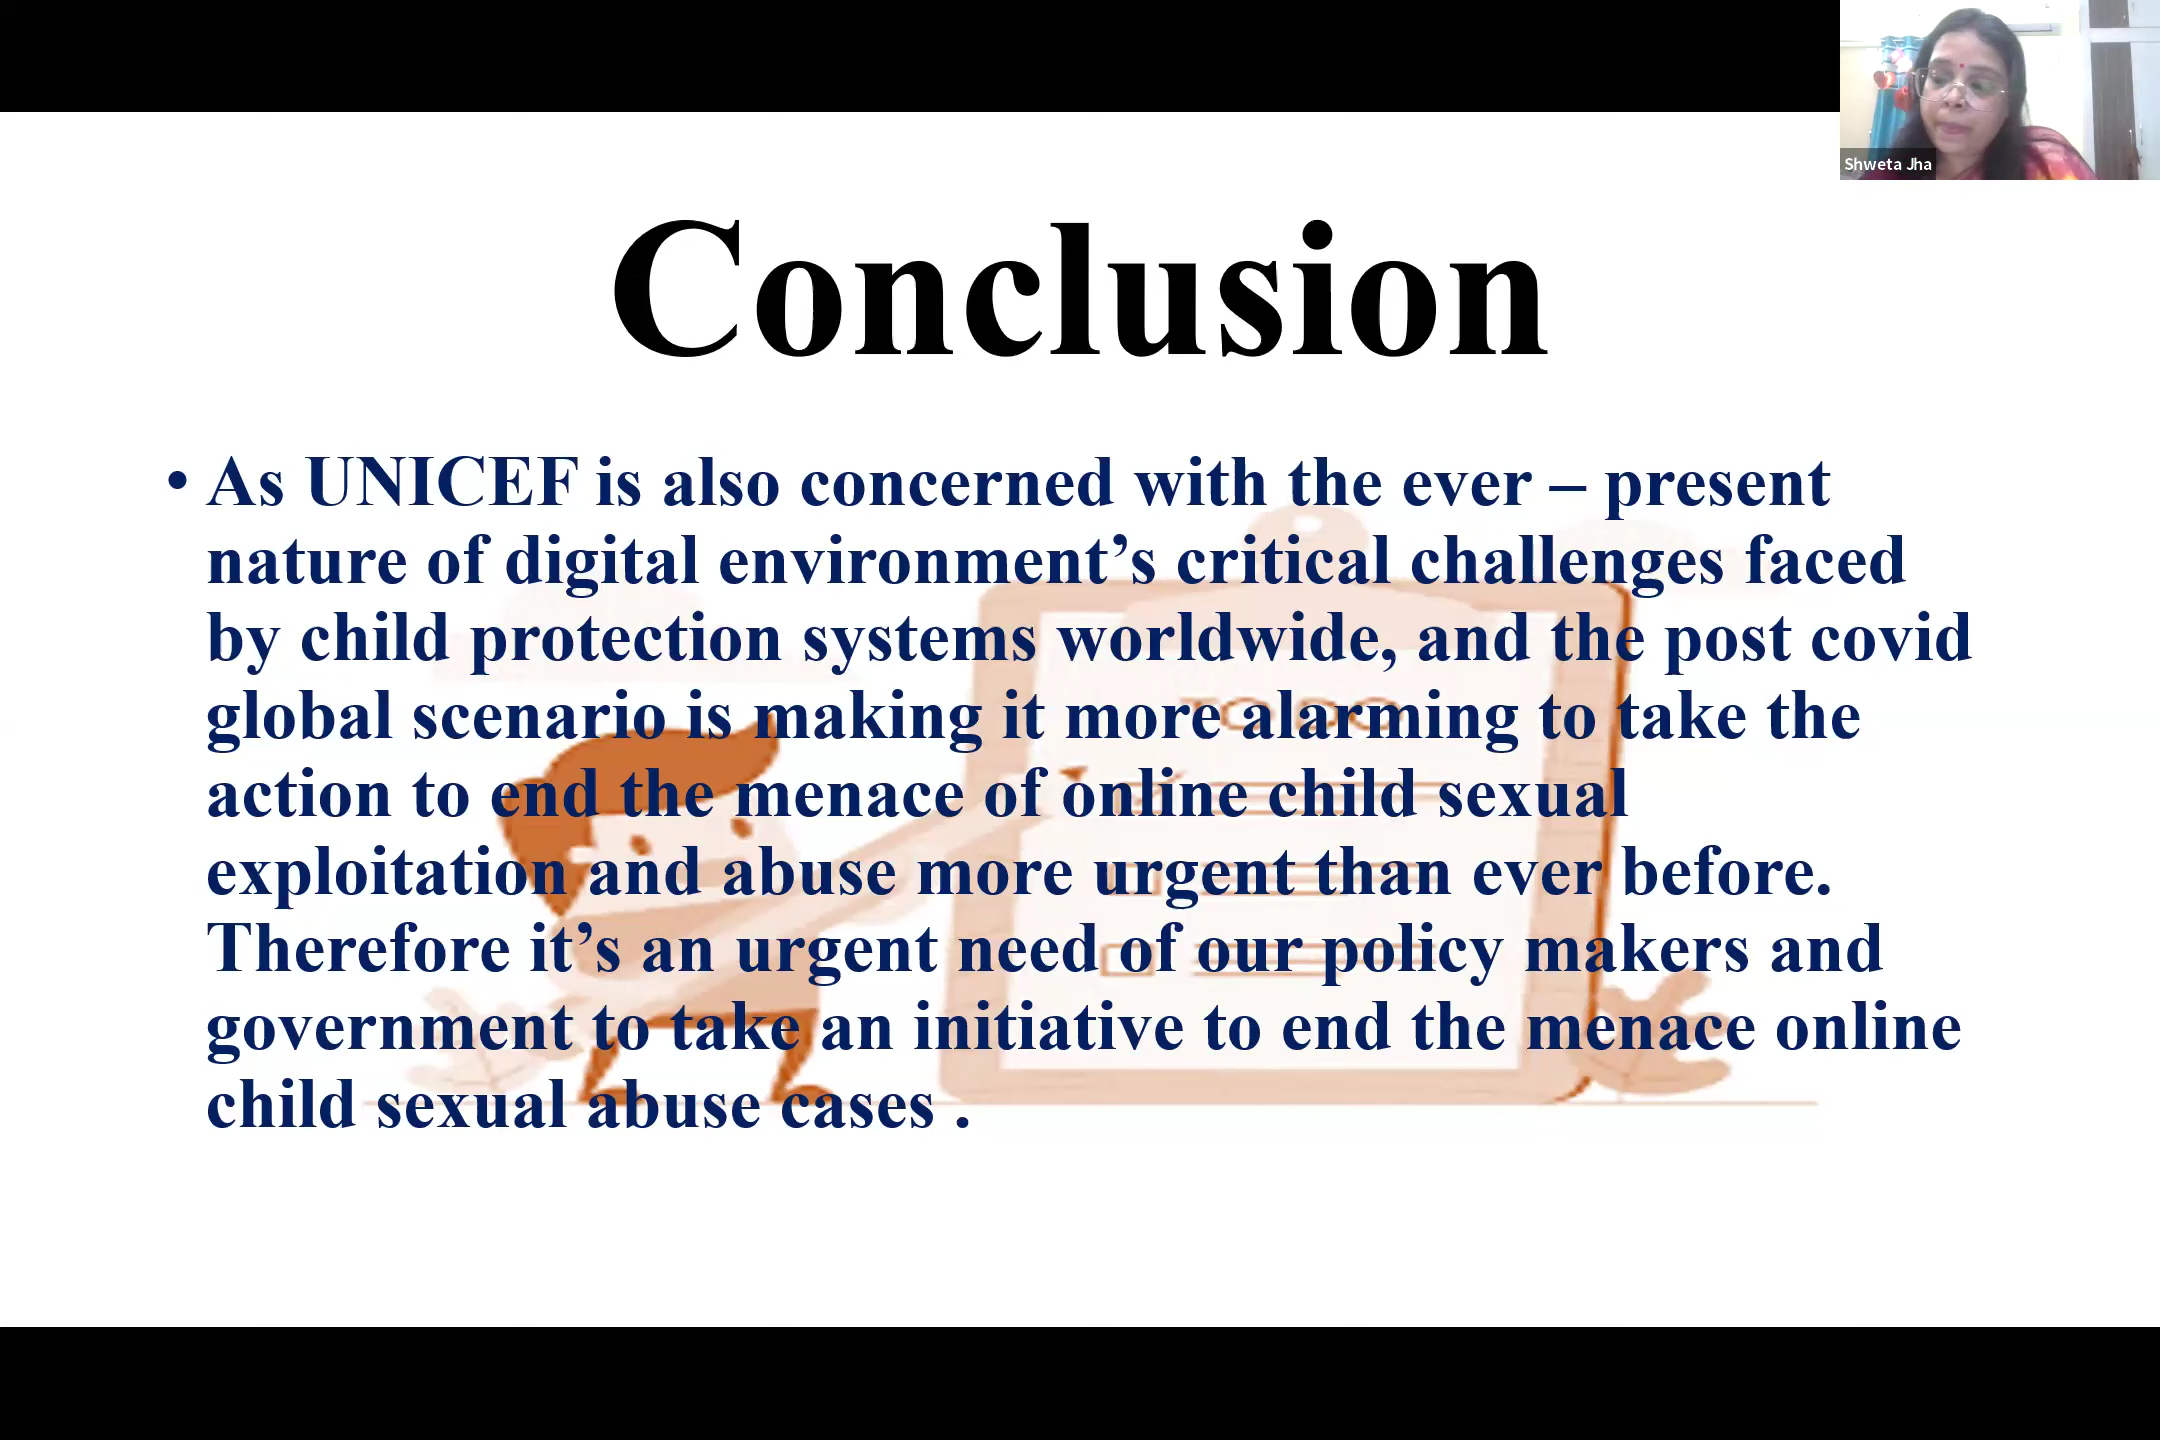 Shweta Jha
Conclusion
• As UNICEF is also concerned with the ever – present
nature of digital environment’s critical challenges faced
by child protection systems worldwide, and the post covid
global scenario is making it more alarming to take the
action to end the menace of online child sexual
exploitation and abuse more urgent than ever before.
Therefore it’s an urgent need of our policy makers and
government to take an initiative to end the menace online
child sexual abuse cases .
TO DO